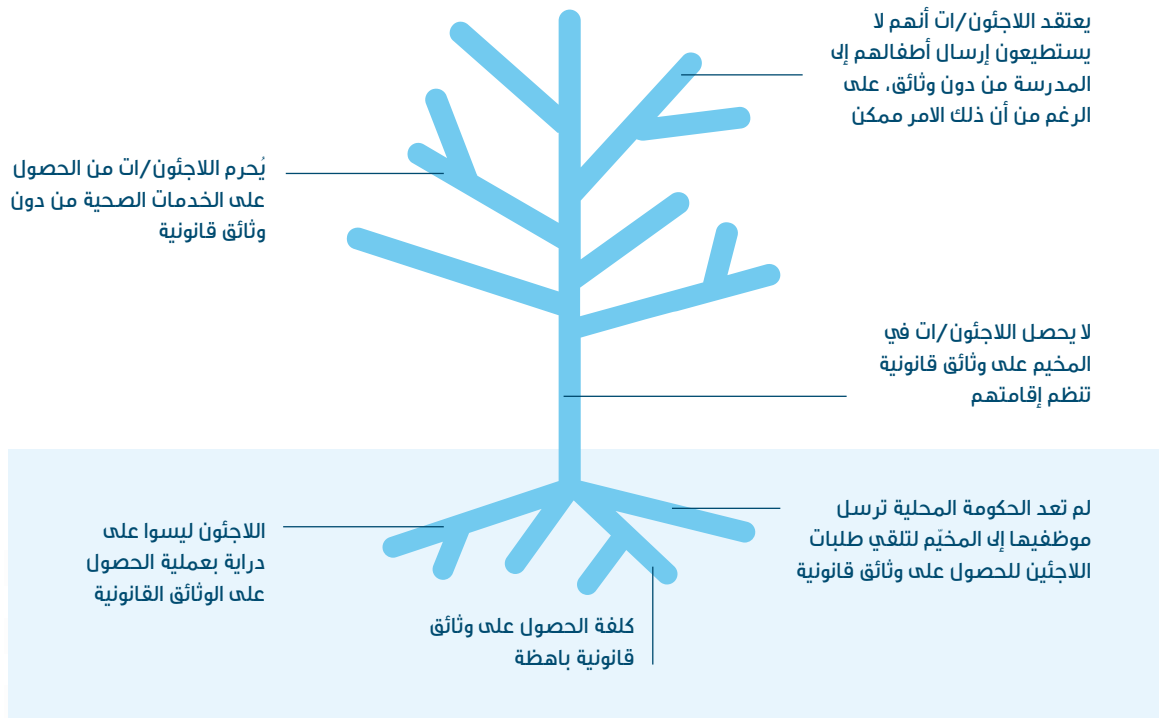 يعتقد اللاجئون/ات أنهم لا
يستطيعون إرسال أطفالهم إلى
المدرسة من دون وثائق، على
الرغم من أن ذلك الامر ممكن
يُحرم اللاجئون/ات من الحصول
على الخدمات الصحية من دون
وثائق قانونية
لا يحصل اللاجئون/ات في
المخيم على وثائق قانونية
تنظم إقامتهم
لم تعد الحكومة المحلية ترسل
موظفيها إلى المخيّم لتلقي طلبات
اللاجئين للحصول على وثائق قانونية
اللاجئون ليسوا على
دراية بعملية الحصول
على الوثائق القانونية
كلفة الحصول على وثائق
قانونية باهظة